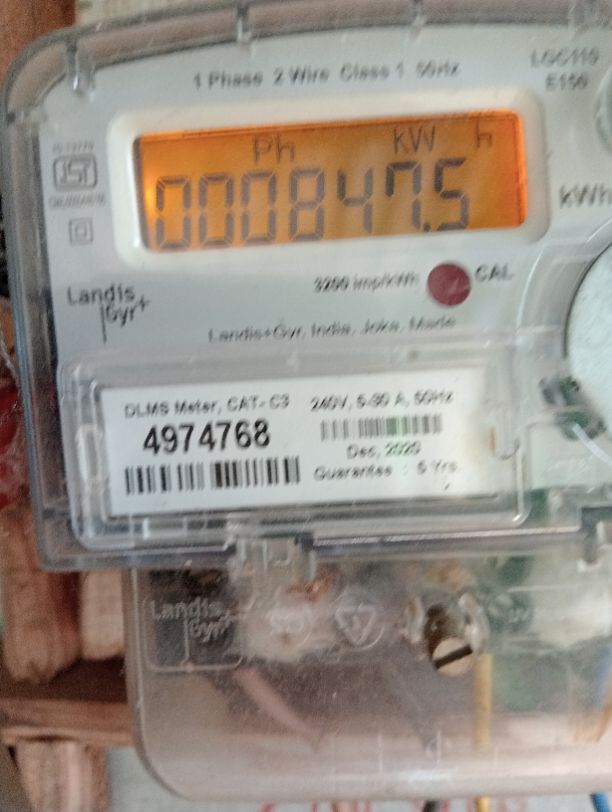 LGC110
E150
1 Phase 2 Wire Class 1 50Hz
Ph kW h
000847.5
kWh
3200 imp/kWh
CAL
Landis
Gyr+
Landis+Gyr, India, Joka, Made
DLMS Meter, CAT- C3
240V, 5-30 A, 50Hz
4974768
Dec, 2020
Guarantee : 5 Yrs.
Landis
Gyr+